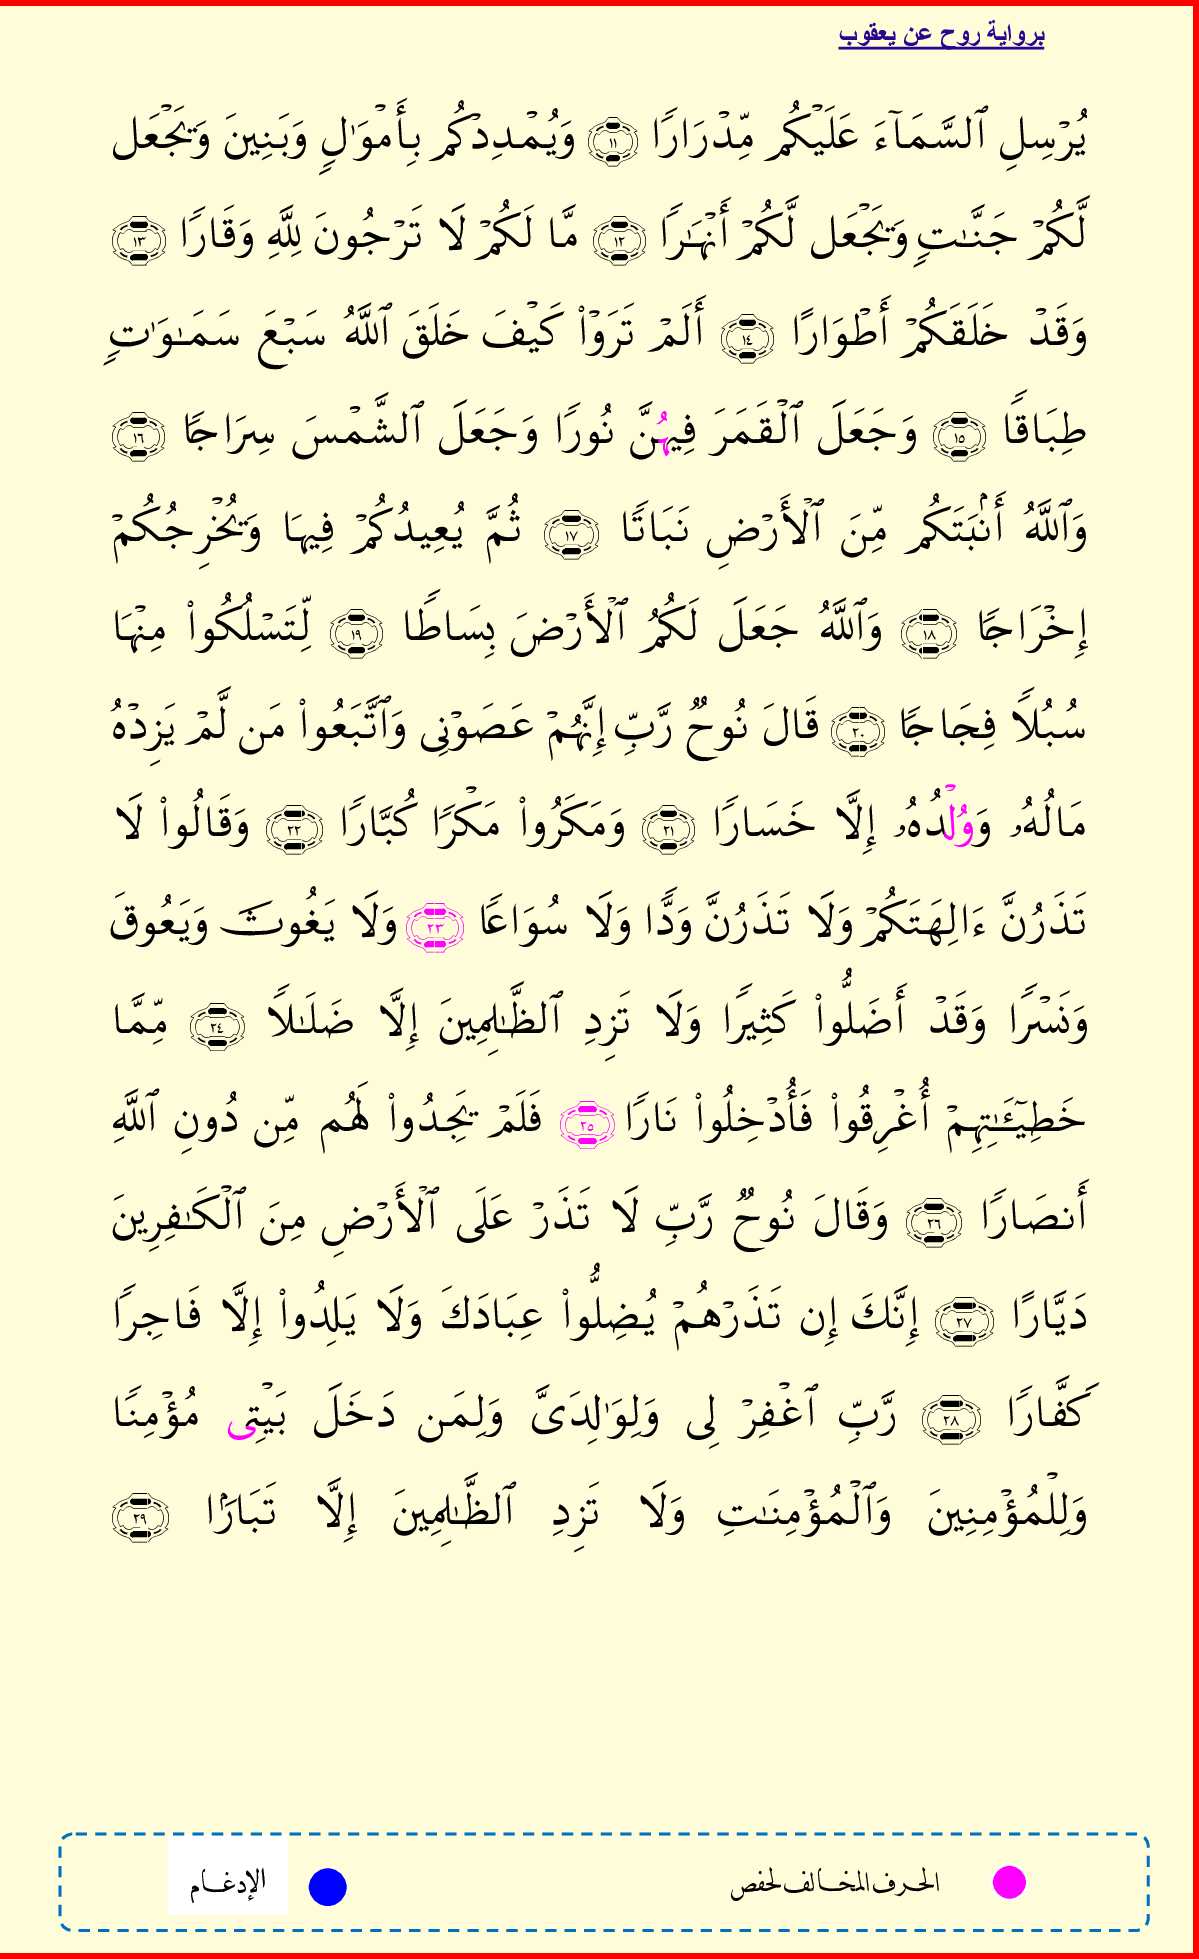 برواية روح عن يعقوب
يُرْسِلِ ٱلسَّمَآءَ عَلَيْكُم مِّدْرَارًا ١١ وَيُمْدِدْكُم بِأَمْوَٰلٍ وَبَنِينَ وَيَجْعَل
لَّكُمْ جَنَّٰتٍ وَيَجْعَل لَّكُمْ أَنْهَٰرًا ١٢ مَّا لَكُمْ لَا تَرْجُونَ لِلَّهِ وَقَارًا ١٣
وَقَدْ خَلَقَكُمْ أَطْوَارًا ١٤ أَلَمْ تَرَوْا۟ كَيْفَ خَلَقَ ٱللَّهُ سَبْعَ سَمَٰوَٰتٍ
طِبَاقًا ١٥ وَجَعَلَ ٱلْقَمَرَ فِيهُنَّ نُورًا وَجَعَلَ ٱلشَّمْسَ سِرَاجًا ١٦
وَٱللَّهُ أَنۢبَتَكُم مِّنَ ٱلْأَرْضِ نَبَاتًا ١٧ ثُمَّ يُعِيدُكُمْ فِيهَا وَيُخْرِجُكُمْ
إِخْرَاجًا ١٨ وَٱللَّهُ جَعَلَ لَكُمُ ٱلْأَرْضَ بِسَاطًا ١٩ لِّتَسْلُكُوا۟ مِنْهَا
سُبُلًا فِجَاجًا ٢٠ قَالَ نُوحٌ رَّبِّ إِنَّهُمْ عَصَوْنِى وَٱتَّبَعُوا۟ مَن لَّمْ يَزِدْهُ
مَالُهُۥ وَوُلْدُهُۥ إِلَّا خَسَارًا ٢١ وَمَكَرُوا۟ مَكْرًا كُبَّارًا ٢٢ وَقَالُوا۟ لَا
تَذَرُنَّ ءَالِهَتَكُمْ وَلَا تَذَرُنَّ وَدًّا وَلَا سُوَاعًا ٢٣ وَلَا يَغُوثَ وَيَعُوقَ
وَنَسْرًا وَقَدْ أَضَلُّوا۟ كَثِيرًا وَلَا تَزِدِ ٱلظَّٰلِمِينَ إِلَّا ضَلَٰلًا ٢٤ مِّمَّا
خَطِيٓـَٰٔتِهِمْ أُغْرِقُوا۟ فَأُدْخِلُوا۟ نَارًا ٢٥ فَلَمْ يَجِدُوا۟ لَهُم مِّن دُونِ ٱللَّهِ
أَنصَارًا ٢٦ وَقَالَ نُوحٌ رَّبِّ لَا تَذَرْ عَلَى ٱلْأَرْضِ مِنَ ٱلْكَٰفِرِينَ
دَيَّارًا ٢٧ إِنَّكَ إِن تَذَرْهُمْ يُضِلُّوا۟ عِبَادَكَ وَلَا يَلِدُوا۟ إِلَّا فَاجِرًا
كَفَّارًا ٢٨ رَّبِّ ٱغْفِرْ لِى وَلِوَٰلِدَىَّ وَلِمَن دَخَلَ بَيْتِى مُؤْمِنًا
وَلِلْمُؤْمِنِينَ وَٱلْمُؤْمِنَٰتِ وَلَا تَزِدِ ٱلظَّٰلِمِينَ إِلَّا تَبَارًۢا ٢٩
الحرف المخالف لحفص الإدغام